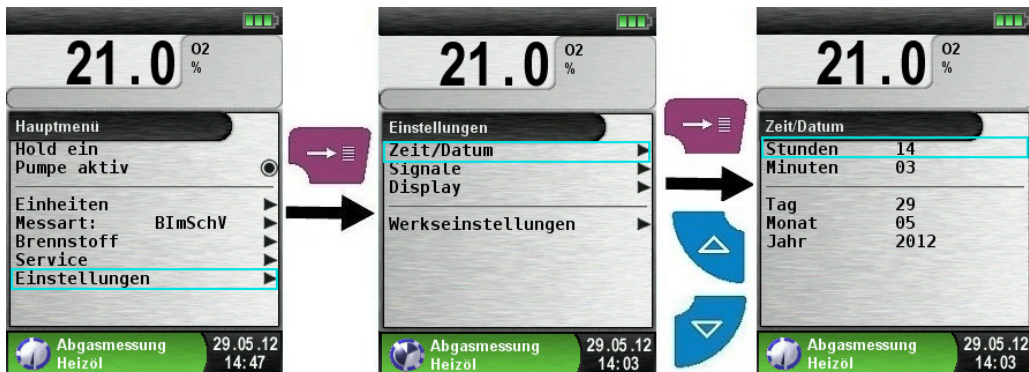 21.0 O2 %
Hauptmenü
Hold ein
Pumpe aktiv
Einheiten
Messart: BImSchV
Brennstoff
Service
Einstellungen
Abgasmessung 29.05.12
Heizöl 14:47
21.0 O2 %
Einstellungen
Zeit/Datum
Signale
Display
Werkseinstellungen
Abgasmessung 29.05.12
Heizöl 14:03
21.0 O2 %
Zeit/Datum
Stunden 14
Minuten 03
Tag 29
Monat 05
Jahr 2012
Abgasmessung 29.05.12
Heizöl 14:03